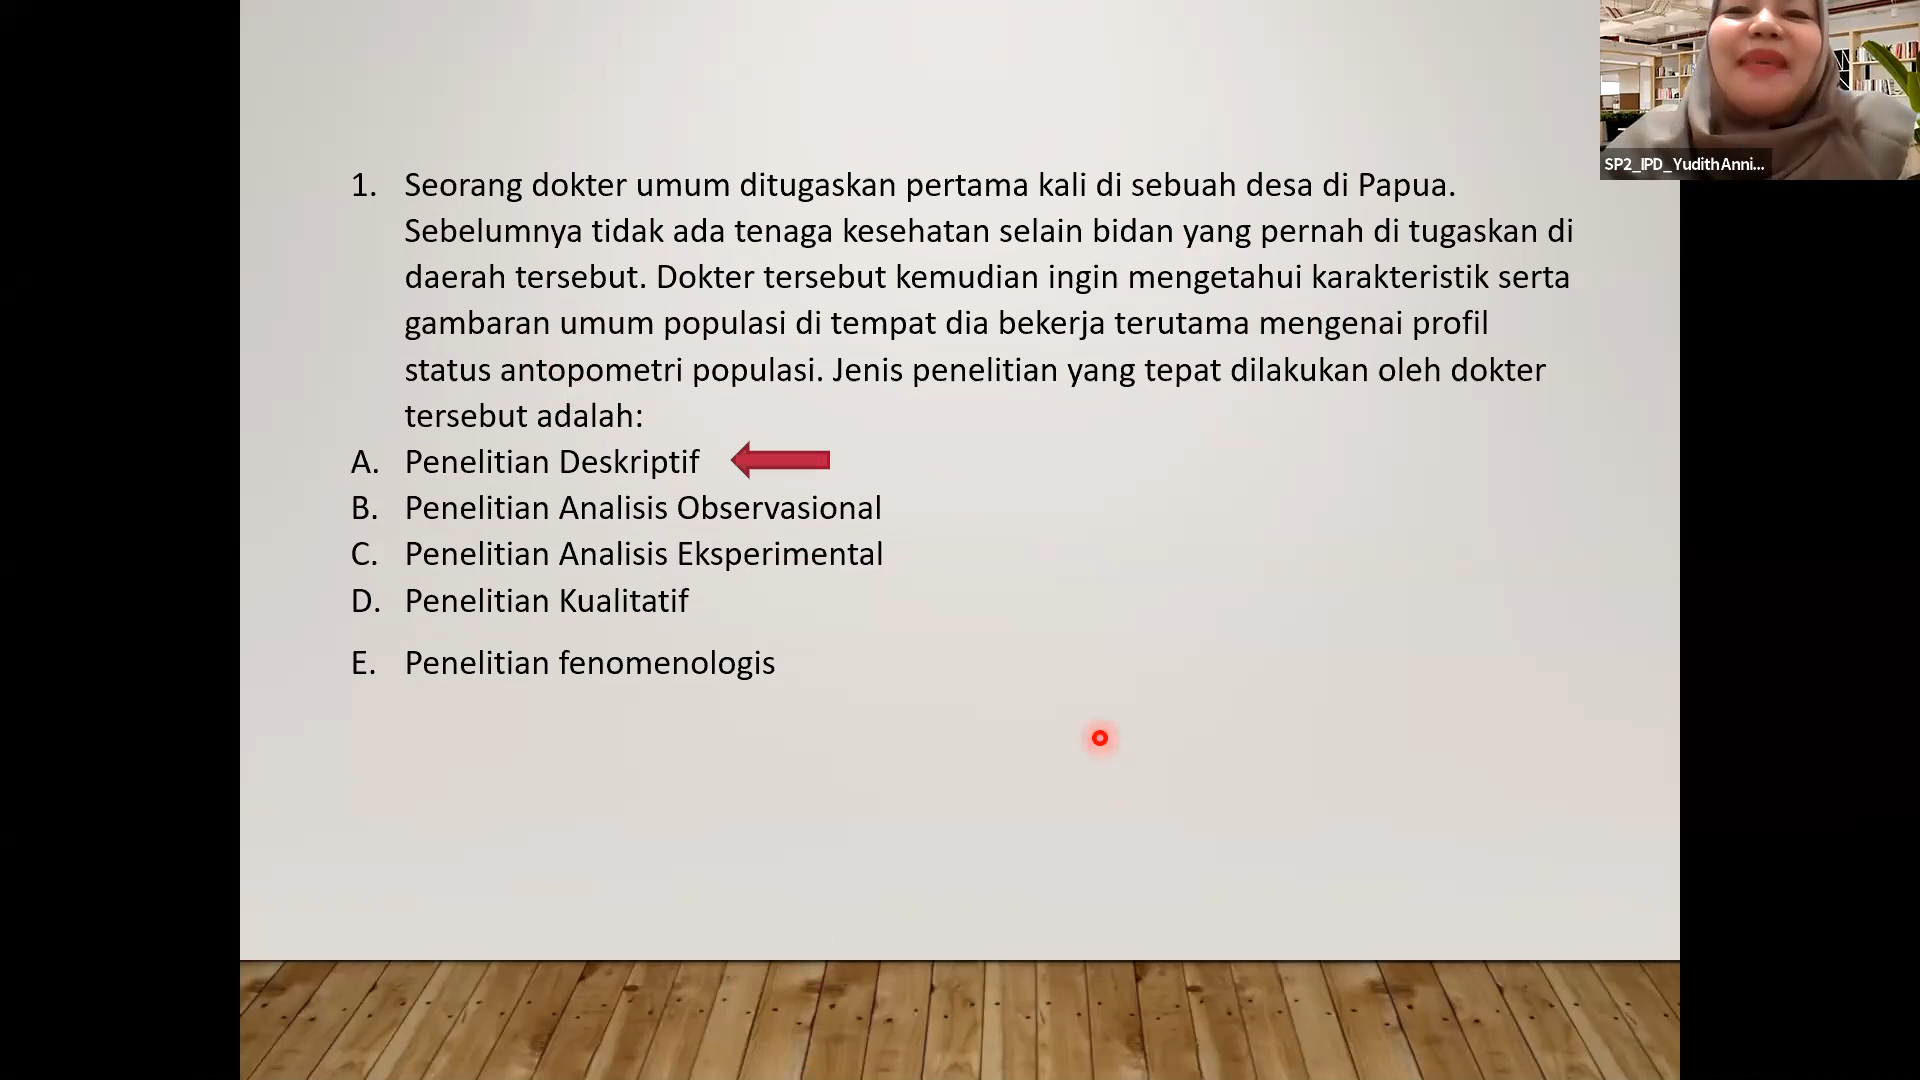 SP2_IPD_YudithAnni...
1. Seorang dokter umum ditugaskan pertama kali di sebuah desa di Papua.
Sebelumnya tidak ada tenaga kesehatan selain bidan yang pernah di tugaskan di
daerah tersebut. Dokter tersebut kemudian ingin mengetahui karakteristik serta
gambaran umum populasi di tempat dia bekerja terutama mengenai profil
status antopometri populasi. Jenis penelitian yang tepat dilakukan oleh dokter
tersebut adalah:
A. Penelitian Deskriptif
B. Penelitian Analisis Observasional
C. Penelitian Analisis Eksperimental
D. Penelitian Kualitatif
E. Penelitian fenomenologis